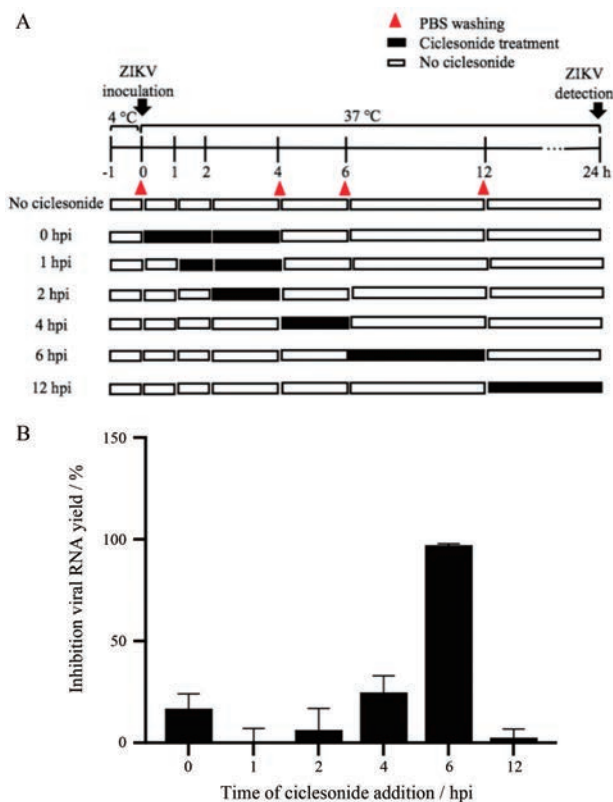 A
PBS washing
Ciclesonide treatment
No ciclesonide
ZIKV
inoculation
ZIKV
detection
4 °C
37 °C
-1 0 1 2 4 6 12 24 h
No ciclesonide
0 hpi
1 hpi
2 hpi
4 hpi
6 hpi
12 hpi
B
150
100
50
0
Inhibition viral RNA yield / %
0 1 2 4 6 12
Time of ciclesonide addition / hpi